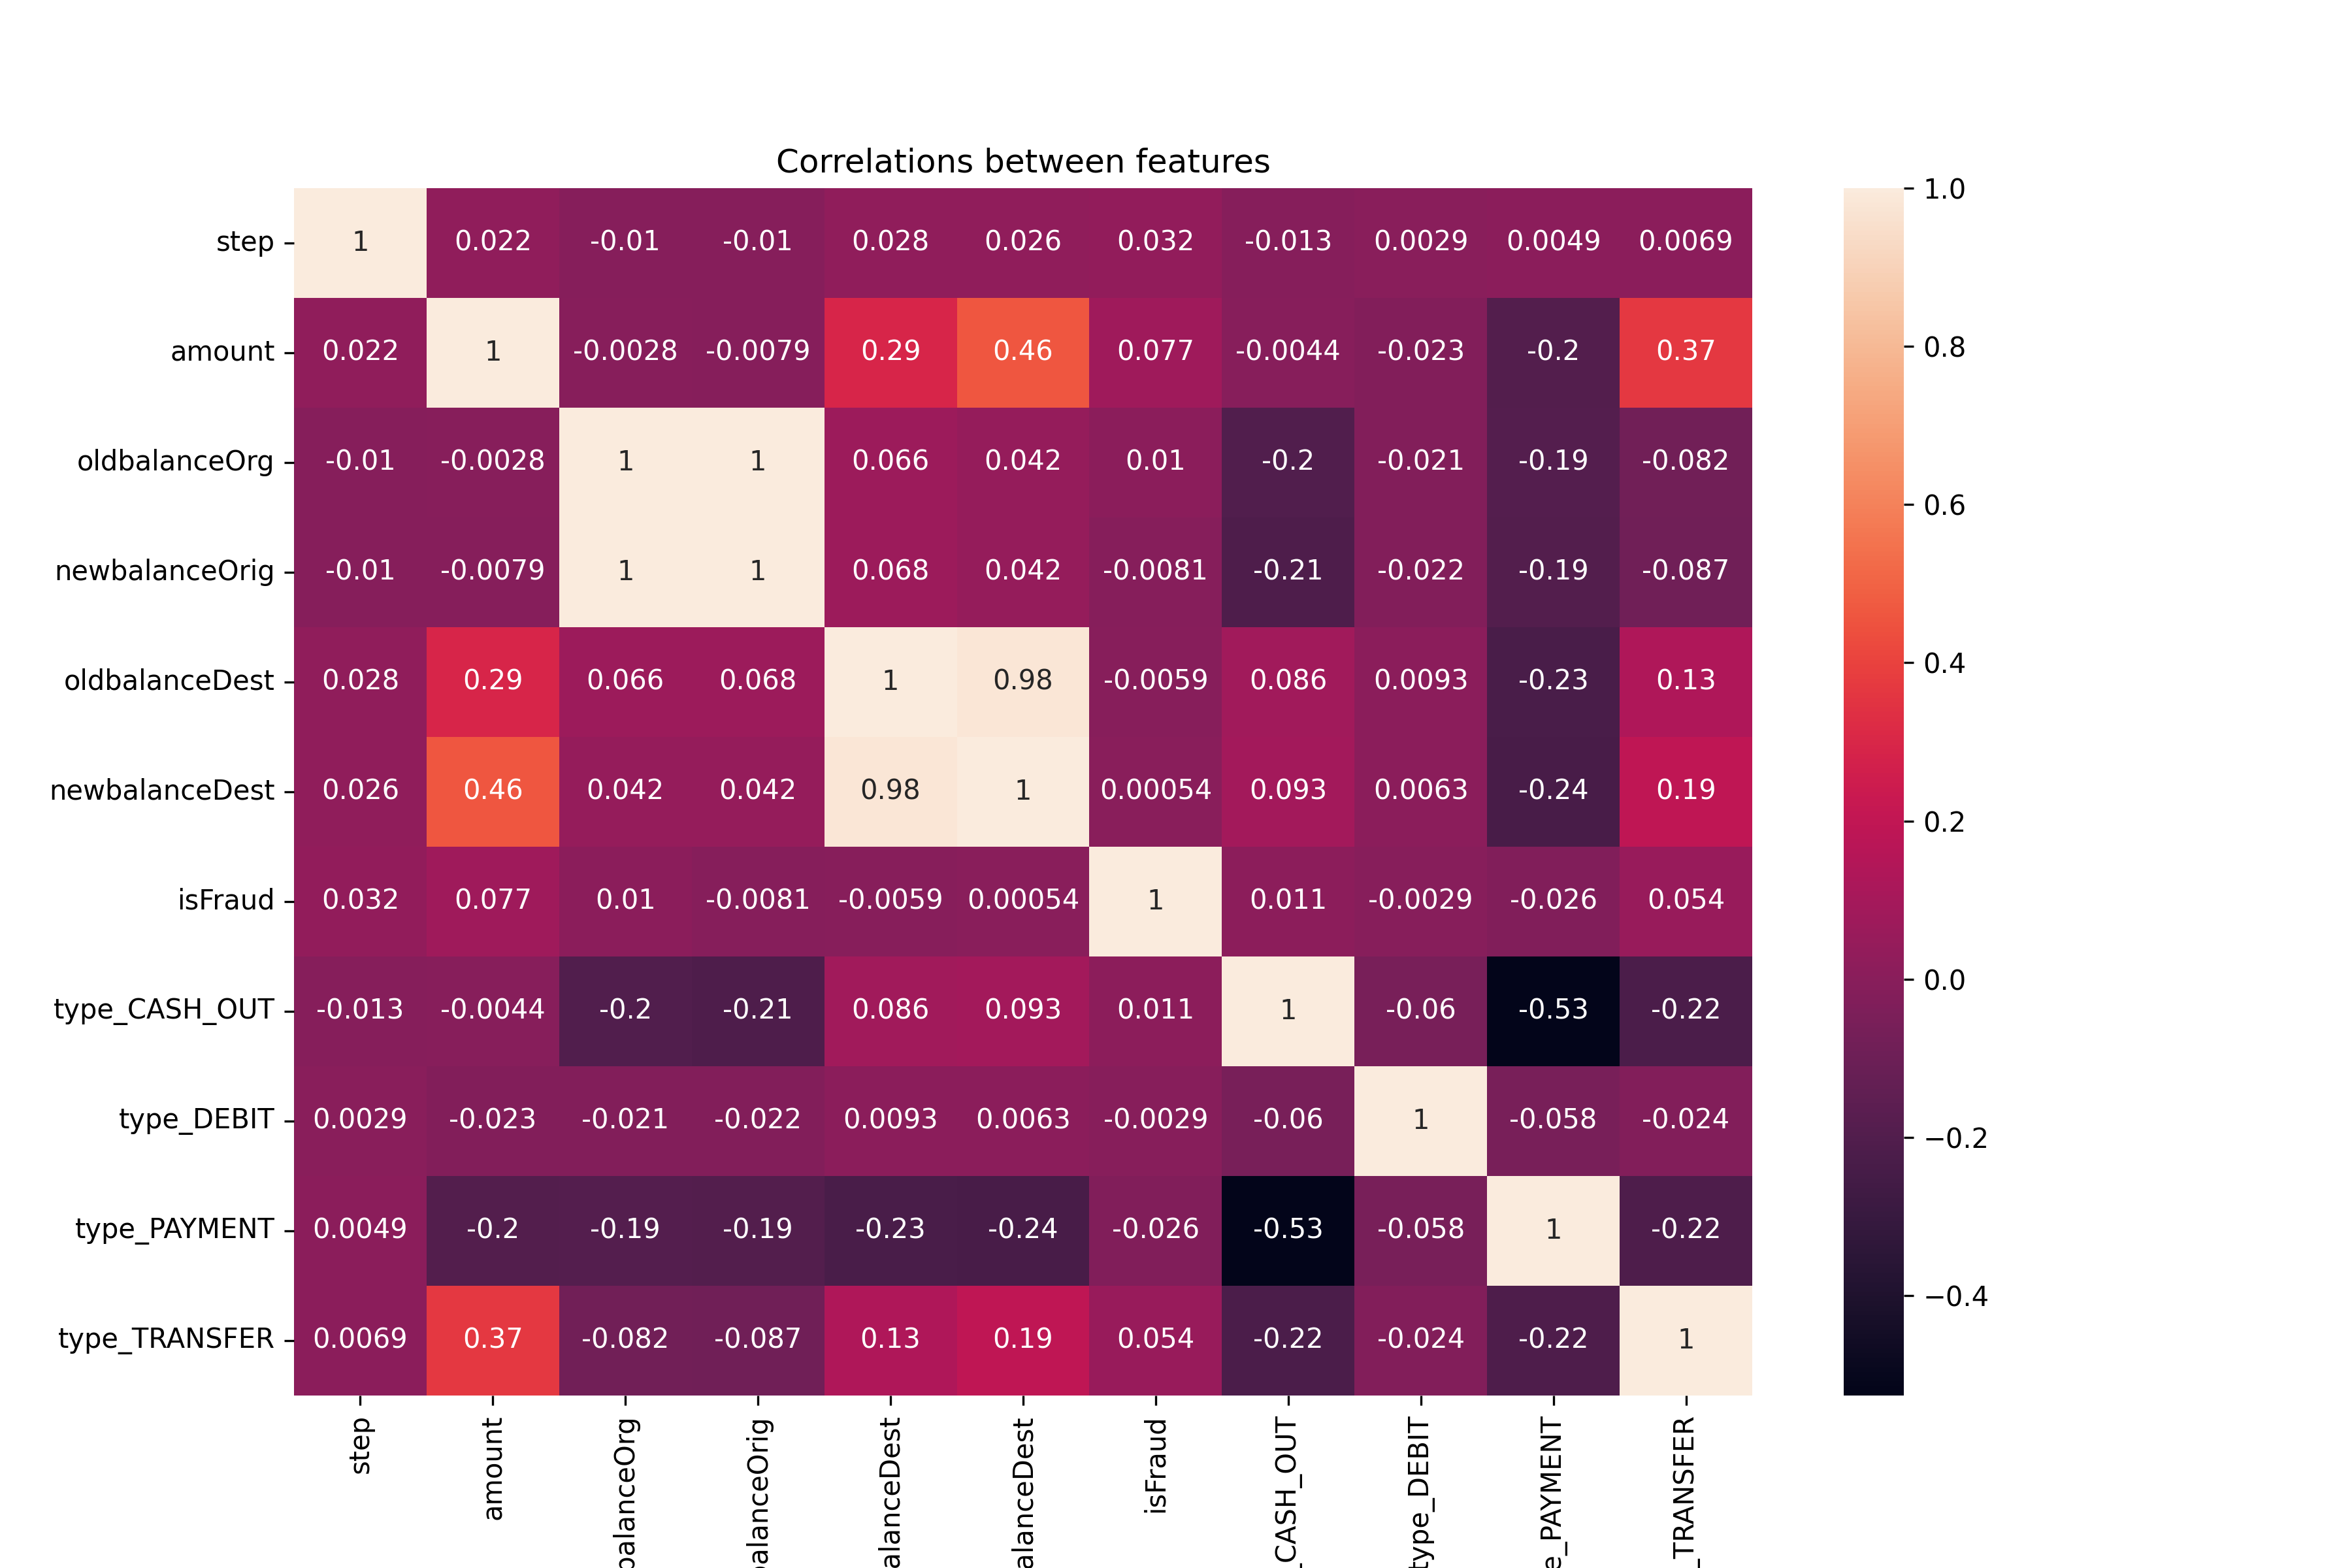 Correlations between features
step 1 0.022 -0.01 -0.01 0.028 0.026 0.032 -0.013 0.0029 0.0049 0.0069
amount 0.022 1 -0.0028 -0.0079 0.29 0.46 0.077 -0.0044 -0.023 -0.2 0.37
oldbalanceOrg -0.01 -0.0028 1 1 0.066 0.042 0.01 -0.2 -0.021 -0.19 -0.082
newbalanceOrig -0.01 -0.0079 1 1 0.068 0.042 -0.0081 -0.21 -0.022 -0.19 -0.087
oldbalanceDest 0.028 0.29 0.066 0.068 1 0.98 -0.0059 0.086 0.0093 -0.23 0.13
newbalanceDest 0.026 0.46 0.042 0.042 0.98 1 0.00054 0.093 0.0063 -0.24 0.19
isFraud 0.032 0.077 0.01 -0.0081 -0.0059 0.00054 1 0.011 -0.0029 -0.026 0.054
type_CASH_OUT -0.013 -0.0044 -0.2 -0.21 0.086 0.093 0.011 1 -0.06 -0.53 -0.22
type_DEBIT 0.0029 -0.023 -0.021 -0.022 0.0093 0.0063 -0.0029 -0.06 1 -0.058 -0.024
type_PAYMENT 0.0049 -0.2 -0.19 -0.19 -0.23 -0.24 -0.026 -0.53 -0.058 1 -0.22
type_TRANSFER 0.0069 0.37 -0.082 -0.087 0.13 0.19 0.054 -0.22 -0.024 -0.22 1
step
amount
balanceOrg
balanceOrig
alanceDest
alanceDest
isFraud
_CASH_OUT
type_DEBIT
e_PAYMENT
_TRANSFER
1.0
0.8
0.6
0.4
0.2
0.0
−0.2
−0.4